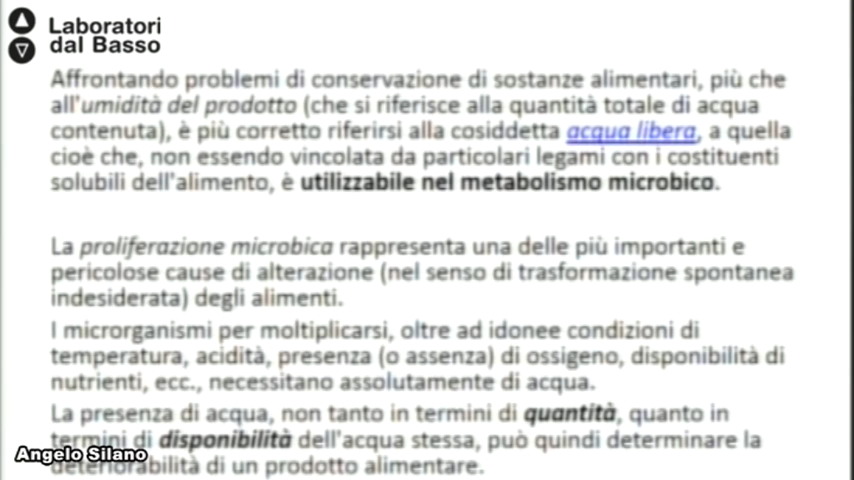 Laboratori
dal Basso
Affrontando problemi di conservazione di sostanze alimentari, più che
all'umidità del prodotto (che si riferisce alla quantità totale di acqua
contenuta), è più corretto riferirsi alla cosiddetta acqua libera, a quella
cioè che, non essendo vincolata da particolari legami con i costituenti
solubili dell'alimento, è utilizzabile nel metabolismo microbico.
La proliferazione microbica rappresenta una delle più importanti e
pericolose cause di alterazione (nel senso di trasformazione spontanea
indesiderata) degli alimenti.
I microrganismi per moltiplicarsi, oltre ad idonee condizioni di
temperatura, acidità, presenza (o assenza) di ossigeno, disponibilità di
nutrienti, ecc., necessitano assolutamente di acqua.
La presenza di acqua, non tanto in termini di quantità, quanto in
termini di disponibilità dell'acqua stessa, può quindi determinare la
Angelo Silano
deteriorabilità di un prodotto alimentare.